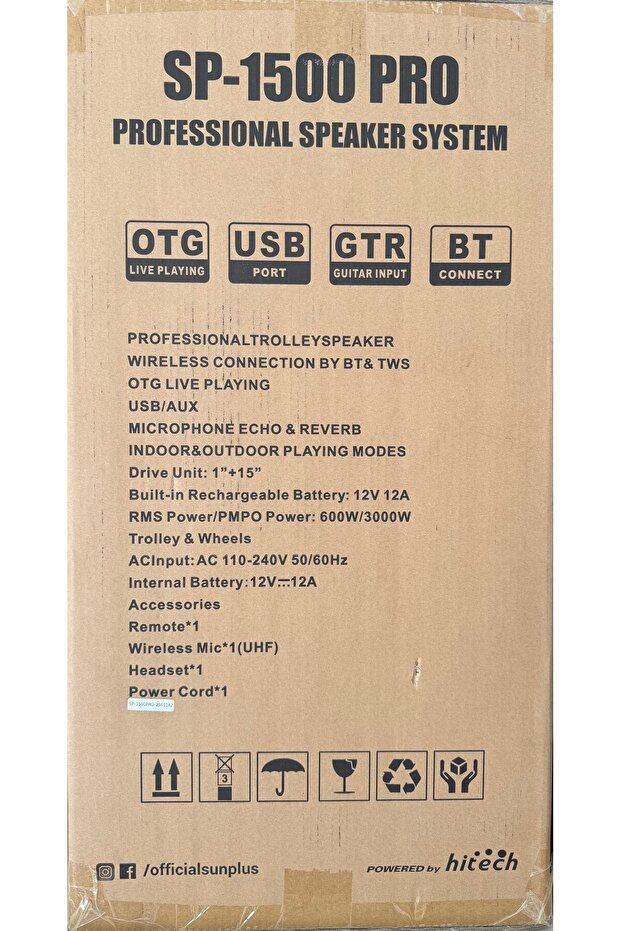 SP-1500 PRO
PROFESSIONAL SPEAKER SYSTEM
OTG USB GTR BT
LIVE PLAYING PORT GUITAR INPUT CONNECT
PROFESSIONALTROLLEYSPEAKER
WIRELESS CONNECTION BY BT& TWS
OTG LIVE PLAYING
USB/AUX
MICROPHONE ECHO & REVERB
INDOOR&OUTDOOR PLAYING MODES
Drive Unit: 1”+15”
Built-in Rechargeable Battery: 12V 12A
RMS Power/PMPO Power: 600W/3000W
Trolley & Wheels
ACInput: AC 110-240V 50/60Hz
Internal Battery:12V⎓12A
Accessories
Remote*1
Wireless Mic*1(UHF)
Headset*1
Power Cord*1
3
/officialsunplus POWERED by hitech